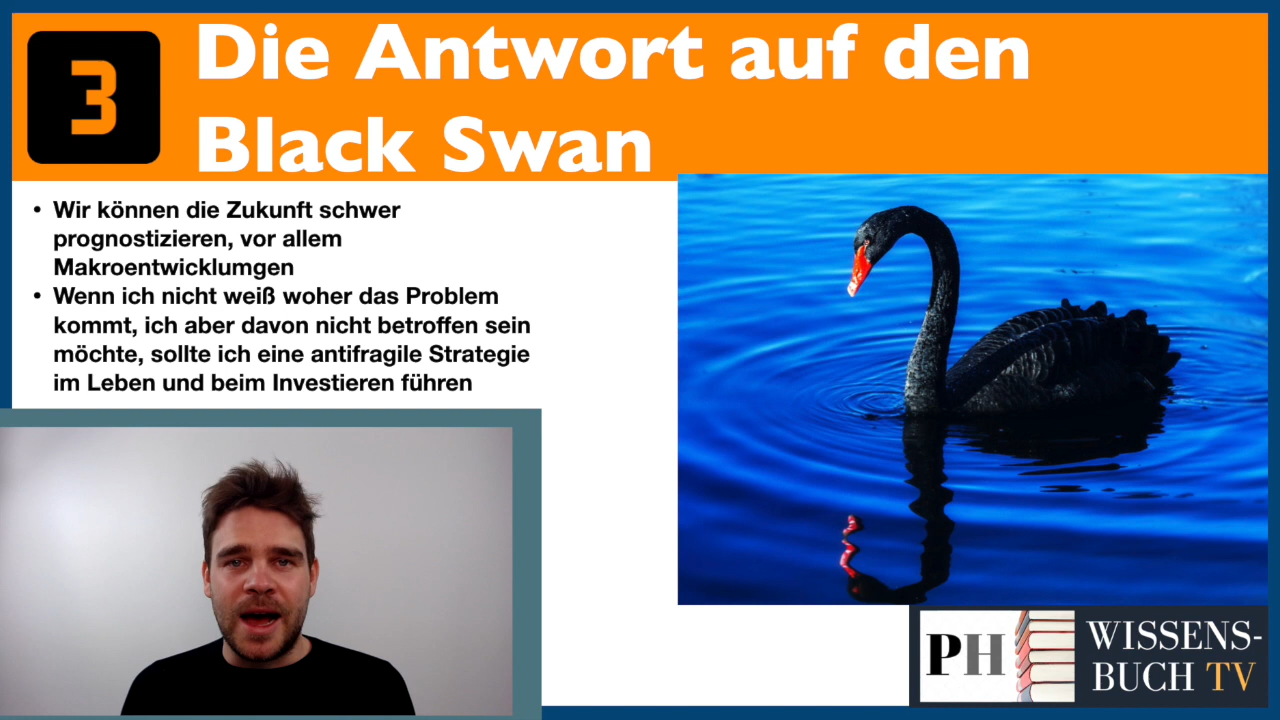 3
Die Antwort auf den
Black Swan
• Wir können die Zukunft schwer
prognostizieren, vor allem
Makroentwicklumgen
• Wenn ich nicht weiß woher das Problem
kommt, ich aber davon nicht betroffen sein
möchte, sollte ich eine antifragile Strategie
im Leben und beim Investieren führen
PH
WISSENS-
BUCH TV